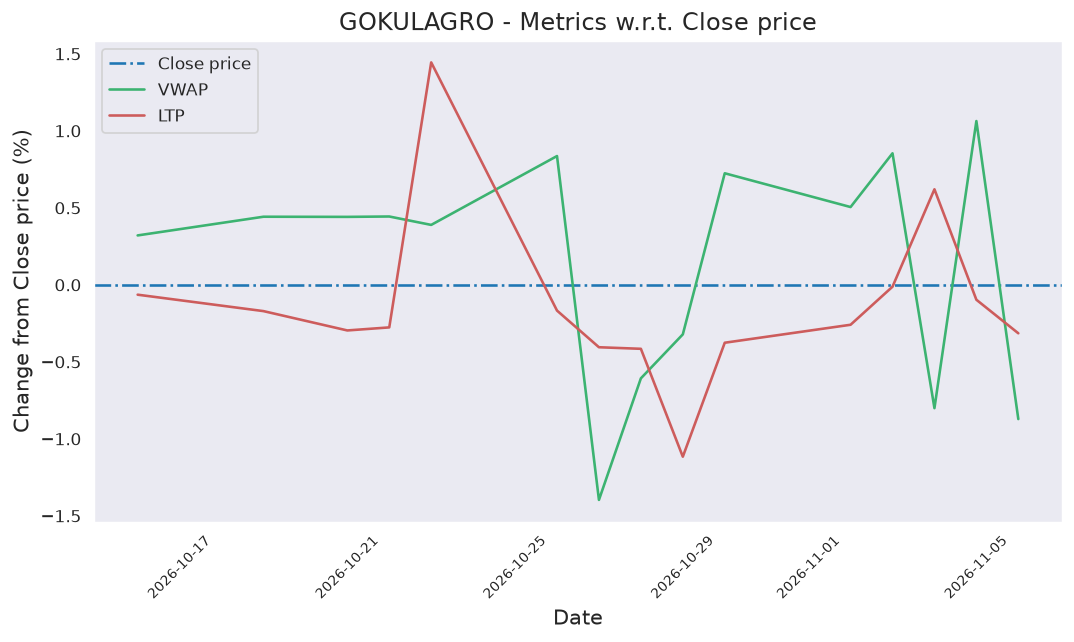 GOKULAGRO - Metrics w.r.t. Close price
Close price
VWAP
LTP
Change from Close price (%)
1.5
1.0
0.5
0.0
−0.5
−1.0
−1.5
2026-10-17
2026-10-21
2026-10-25
2026-10-29
2026-11-01
2026-11-05
Date